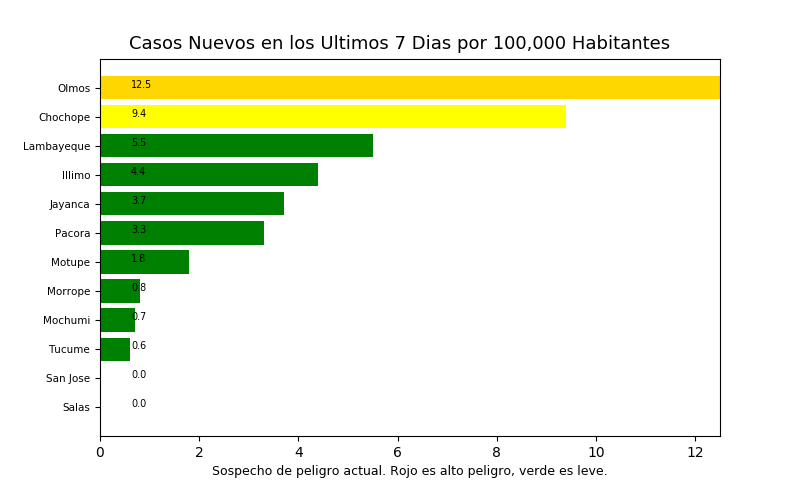 Casos Nuevos en los Ultimos 7 Dias por 100,000 Habitantes
Olmos 12.5
Chochope 9.4
Lambayeque 5.5
Illimo 4.4
Jayanca 3.7
Pacora 3.3
Motupe 1.8
Morrope 0.8
Mochumi 0.7
Tucume 0.6
San Jose 0.0
Salas 0.0
0 2 4 6 8 10 12
Sospecho de peligro actual. Rojo es alto peligro, verde es leve.